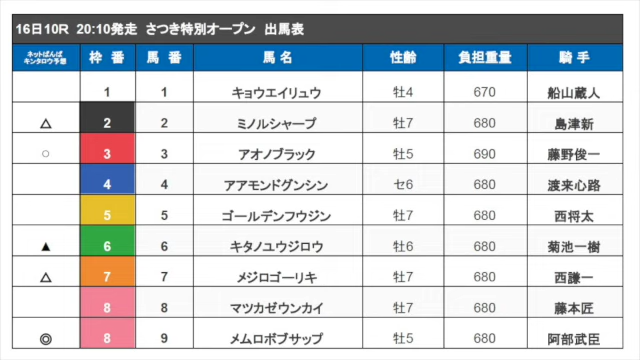 16日10R 20:10発走 さつき特別オープン 出馬表
ネットばんば キンタロウ予想 枠 番 馬 番 馬 名 性齢 負担重量 騎 手
1 1 キョウエイリュウ 牡4 670 船山蔵人
△ 2 2 ミノルシャープ 牡7 680 島津新
○ 3 3 アオノブラック 牡5 690 藤野俊一
4 4 アアモンドグンシン セ6 680 渡来心路
5 5 ゴールデンフウジン 牡7 680 西将太
▲ 6 6 キタノユウジロウ 牡6 680 菊池一樹
△ 7 7 メジロゴーリキ 牡7 680 西謙一
8 8 マツカゼウンカイ 牡7 680 藤本匠
◎ 8 9 メムロボブサップ 牡5 680 阿部武臣